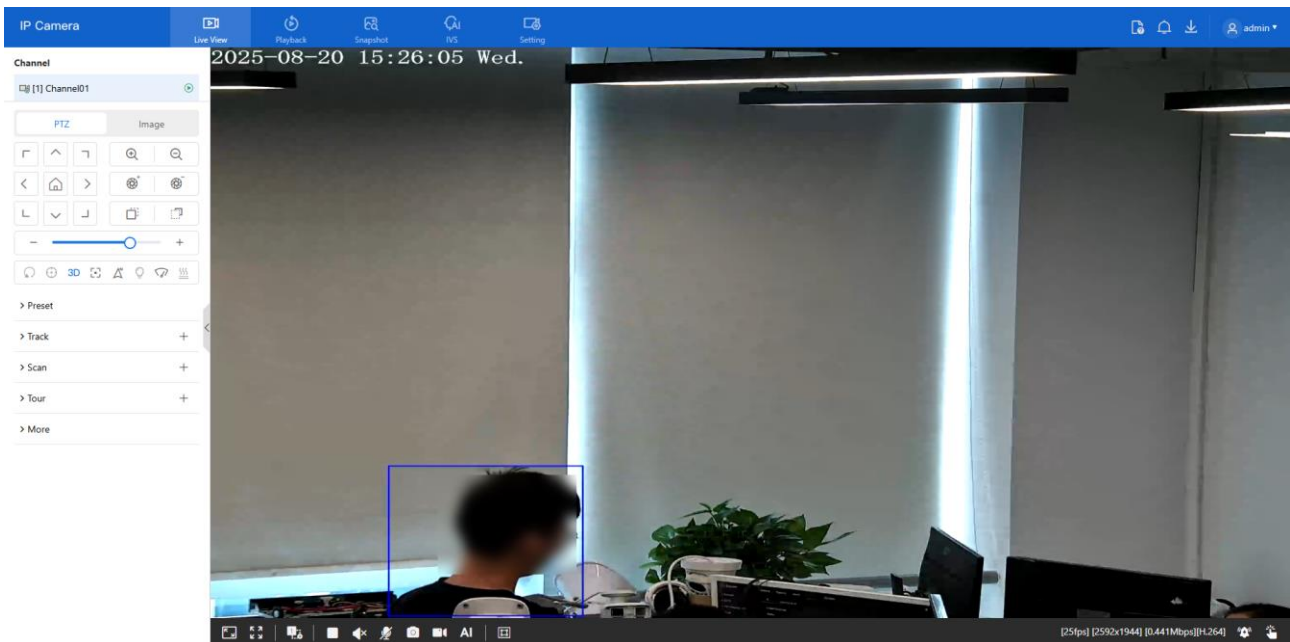 IP Camera
Live View
Playback
Snapshot
IVS
Setting
admin
Channel
[1] Channel01
2025-08-20 15:26:05 Wed.
PTZ
Image
3D
Preset
Track
Scan
Tour
More
AI
[25fps] [2592x1944] [0.441Mbps][H.264]